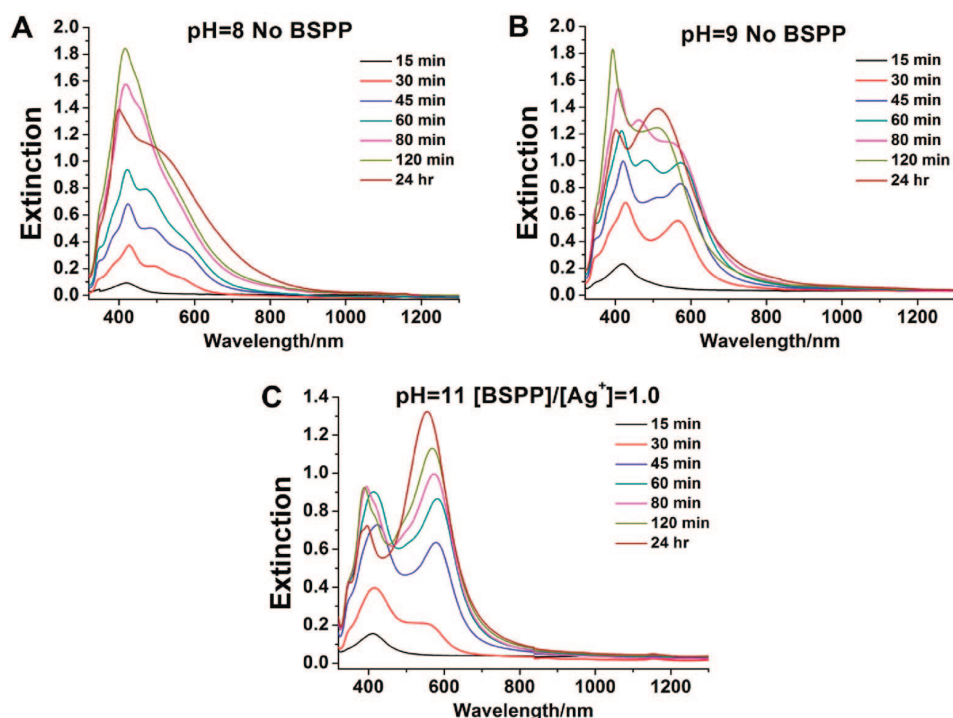 A
pH=8 No BSPP
2.0
1.8
1.6
1.4
1.2
1.0
0.8
0.6
0.4
0.2
0.0
Extinction
15 min
30 min
45 min
60 min
80 min
120 min
24 hr
400 600 800 1000 1200
Wavelength/nm
B
pH=9 No BSPP
2.0
1.8
1.6
1.4
1.2
1.0
0.8
0.6
0.4
0.2
0.0
Extinction
15 min
30 min
45 min
60 min
80 min
120 min
24 hr
400 600 800 1000 1200
Wavelength/nm
C
pH=11 [BSPP]/[Ag⁺]=1.0
1.4
1.2
1.0
0.8
0.6
0.4
0.2
0.0
Extinction
15 min
30 min
45 min
60 min
80 min
120 min
24 hr
400 600 800 1000 1200
Wavelength/nm